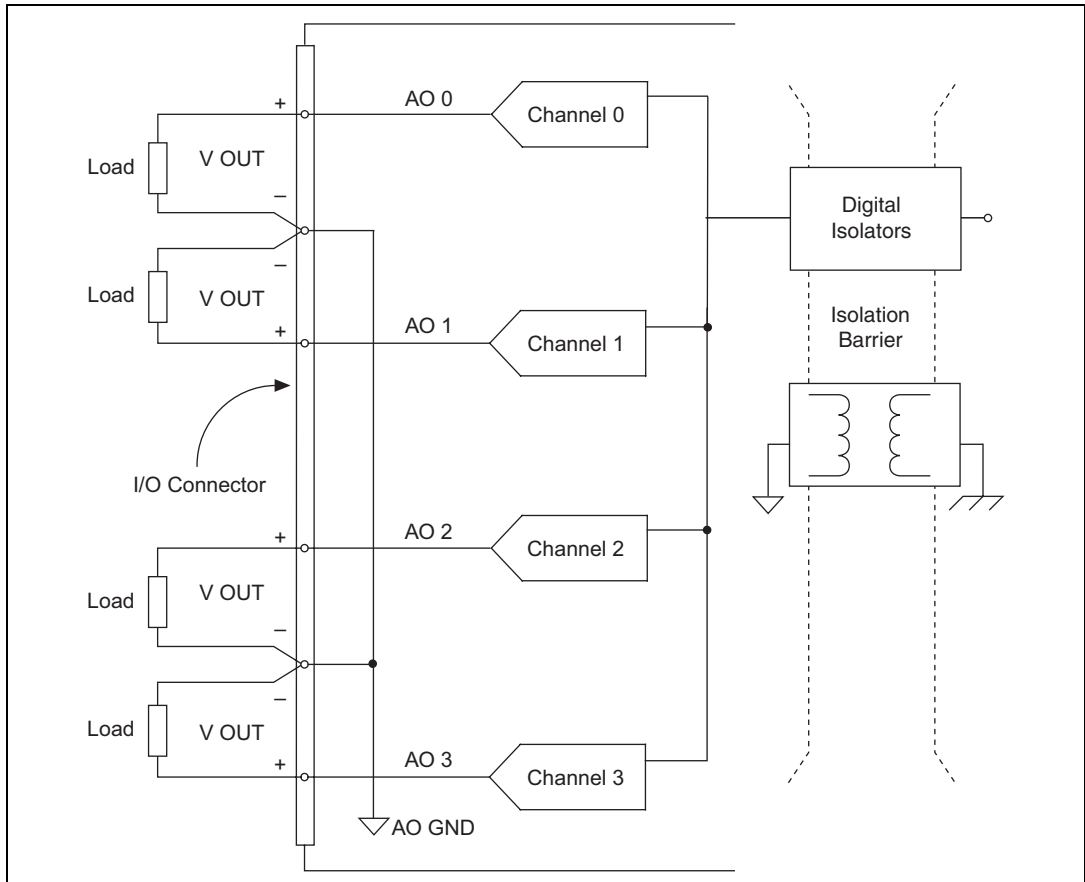 +
AO 0
Channel 0
Load
V OUT
–
Digital
Isolators
–
Load
V OUT
+
AO 1
Channel 1
Isolation
Barrier
I/O Connector
+
AO 2
Channel 2
Load
V OUT
–
–
Load
V OUT
+
AO 3
Channel 3
AO GND